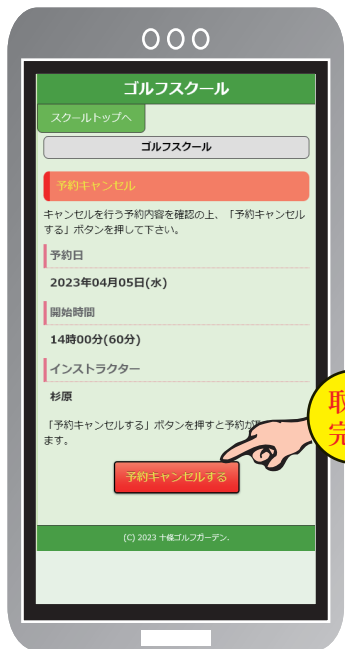 ゴルフスクール
スクールトップへ
ゴルフスクール
予約キャンセル
キャンセルを行う予約内容を確認の上、「予約キャンセル
する」ボタンを押して下さい。
予約日
2023年04月05日(水)
開始時間
14時00分(60分)
インストラクター
杉原
「予約キャンセルする」ボタンを押すと予約が
ます。
予約キャンセルする
(C) 2023 十條ゴルフガーデン.